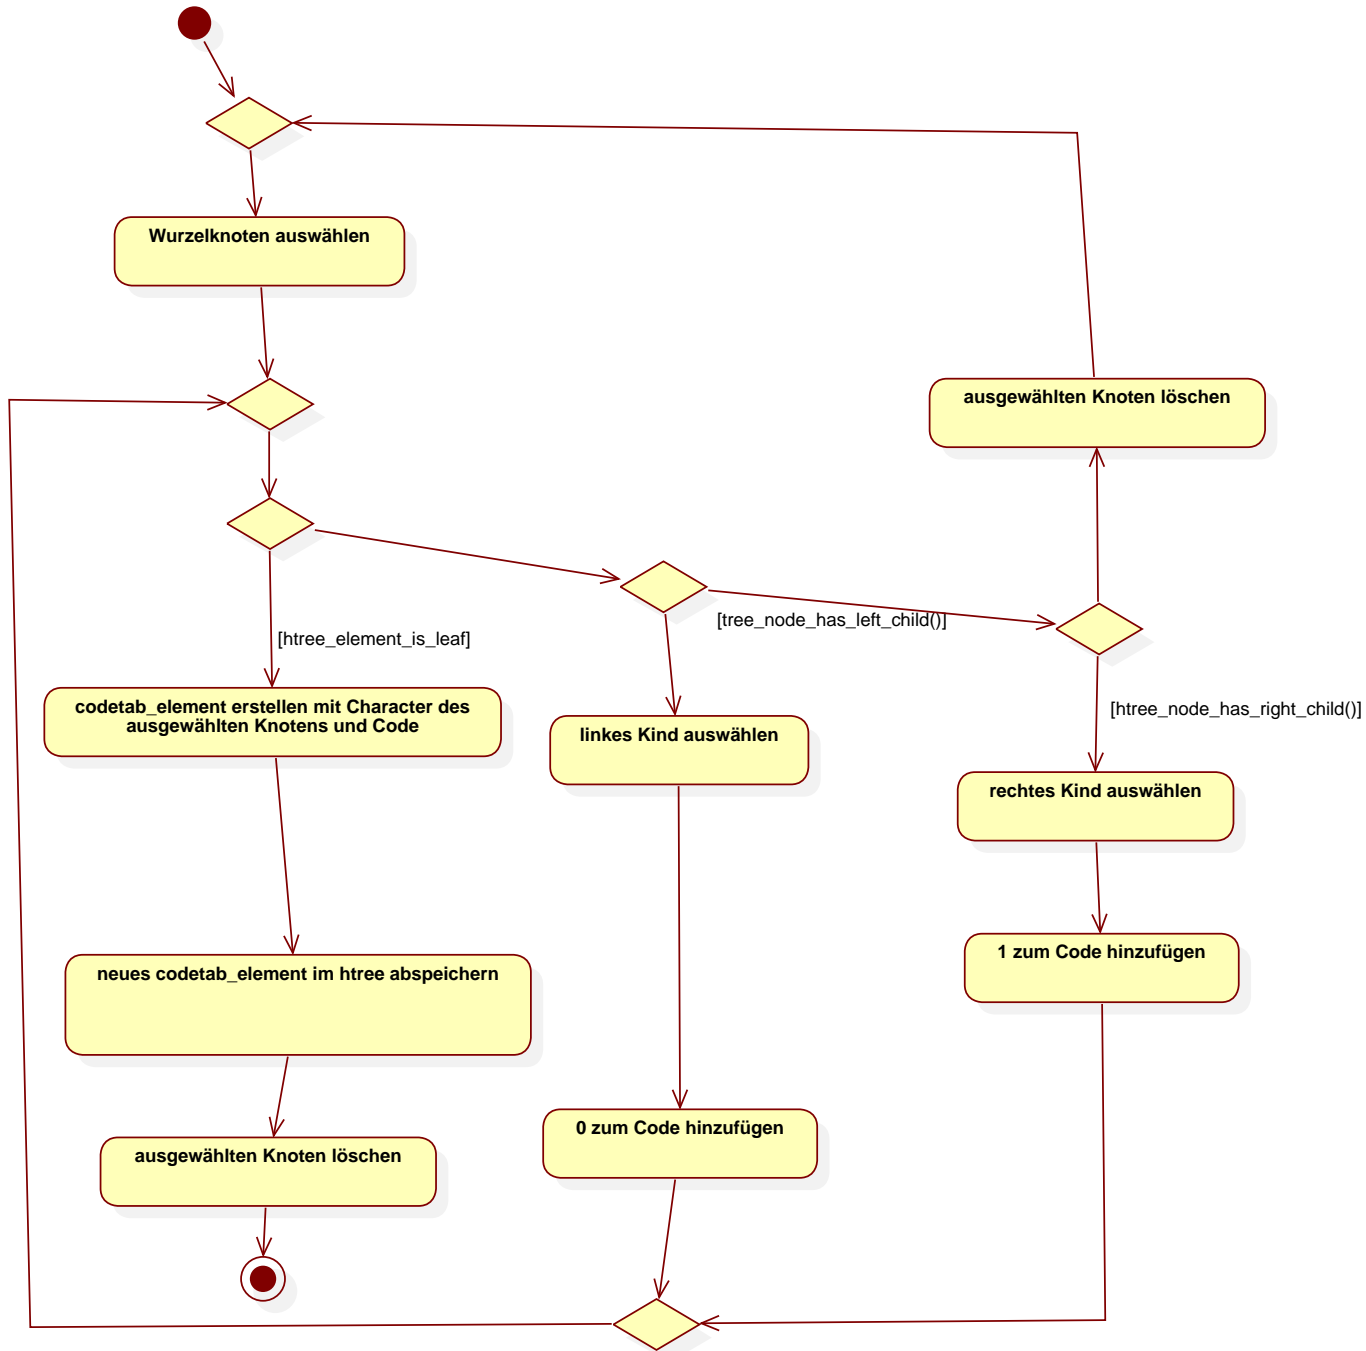 Wurzelknoten auswählen
ausgewählten Knoten löschen
[tree_node_has_left_child()]
[htree_element_is_leaf]
codetab_element erstellen mit Character des
ausgewählten Knotens und Code
[htree_node_has_right_child()]
linkes Kind auswählen
rechtes Kind auswählen
1 zum Code hinzufügen
neues codetab_element im htree abspeichern
0 zum Code hinzufügen
ausgewählten Knoten löschen